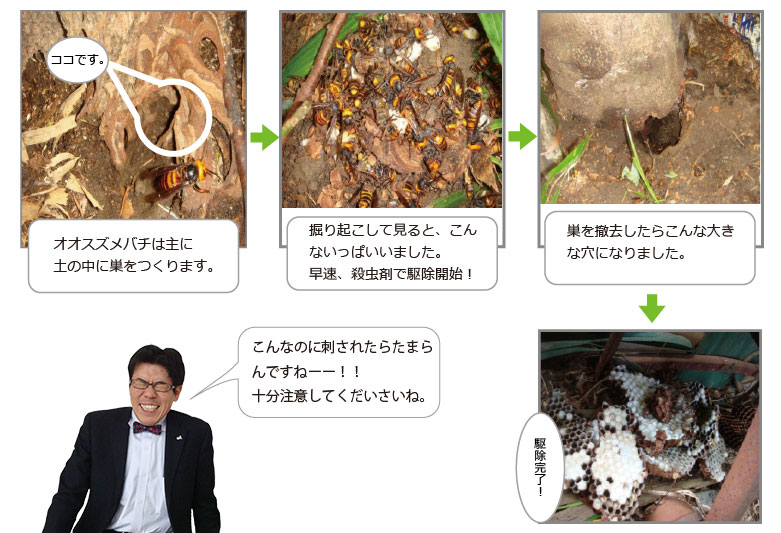 ココです。
オオスズメバチは主に
土の中に巣をつくります。
掘り起こして見ると、こん
ないっぱいいました。
早速、殺虫剤で駆除開始！
巣を撤去したらこんな大き
な穴になりました。
こんなのに刺されたらたまら
んですねーー！！
十分注意してくだいさいね。
駆除完了！